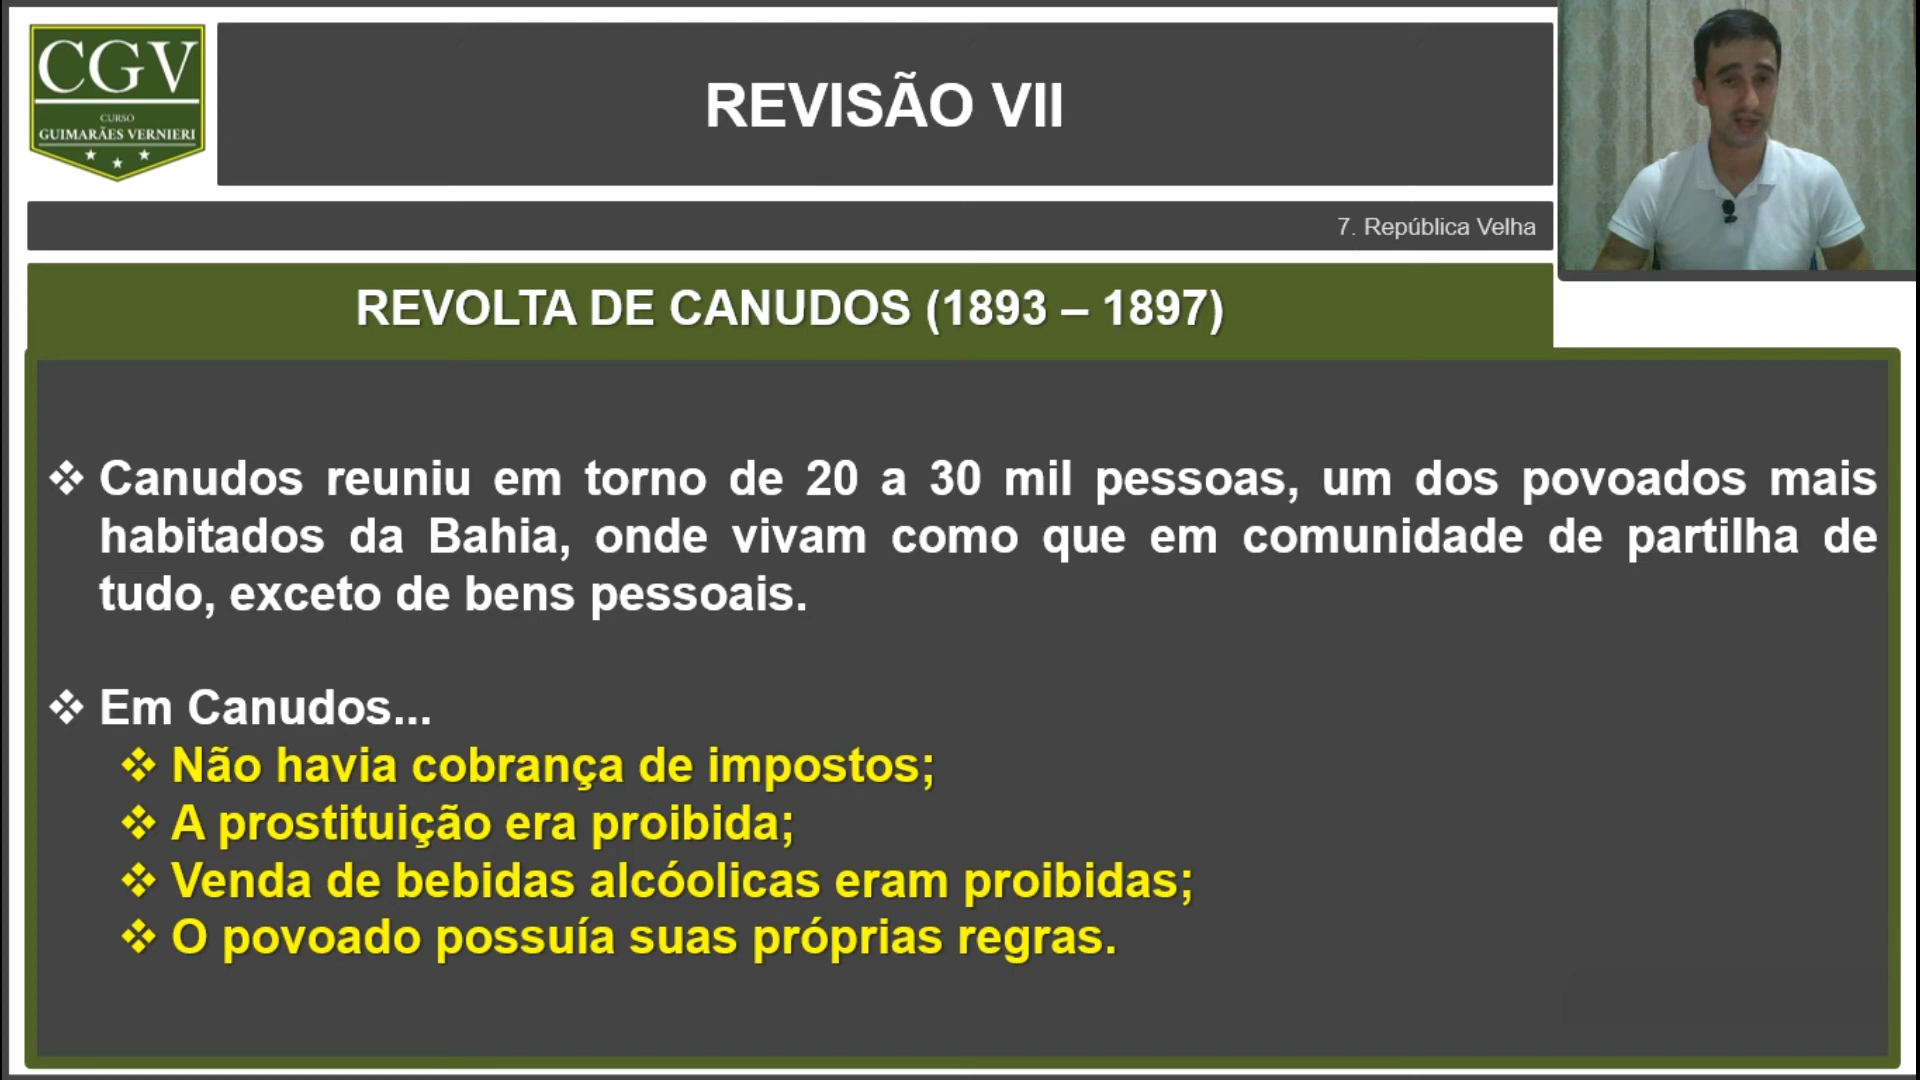 CGV
CURSO
GUIMARÃES VERNIERI
REVISÃO VII
7. República Velha
REVOLTA DE CANUDOS (1893 – 1897)
❖ Canudos reuniu em torno de 20 a 30 mil pessoas, um dos povoados mais
habitados da Bahia, onde vivam como que em comunidade de partilha de
tudo, exceto de bens pessoais.
❖ Em Canudos...
❖ Não havia cobrança de impostos;
❖ A prostituição era proibida;
❖ Venda de bebidas alcóolicas eram proibidas;
❖ O povoado possuía suas próprias regras.